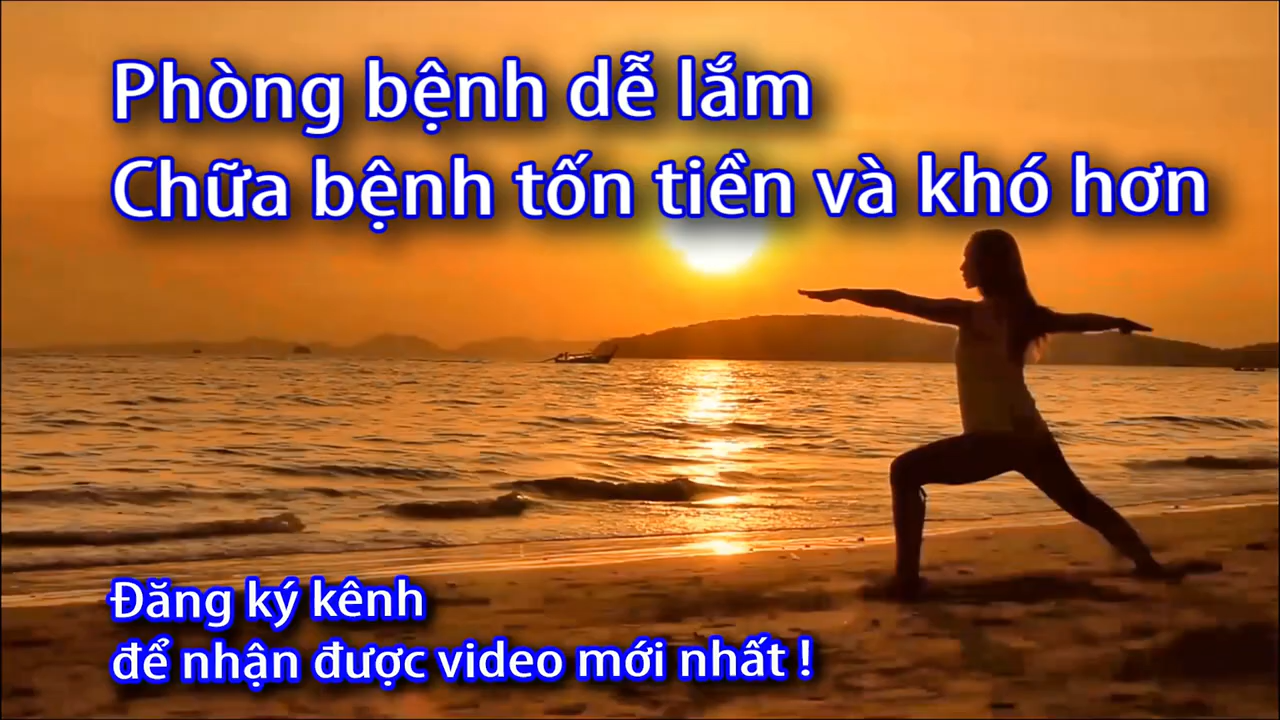 Phòng bệnh dễ lắm
Chữa bệnh tốn tiền và khó hơn
Đăng ký kênh
để nhận được video mới nhất !